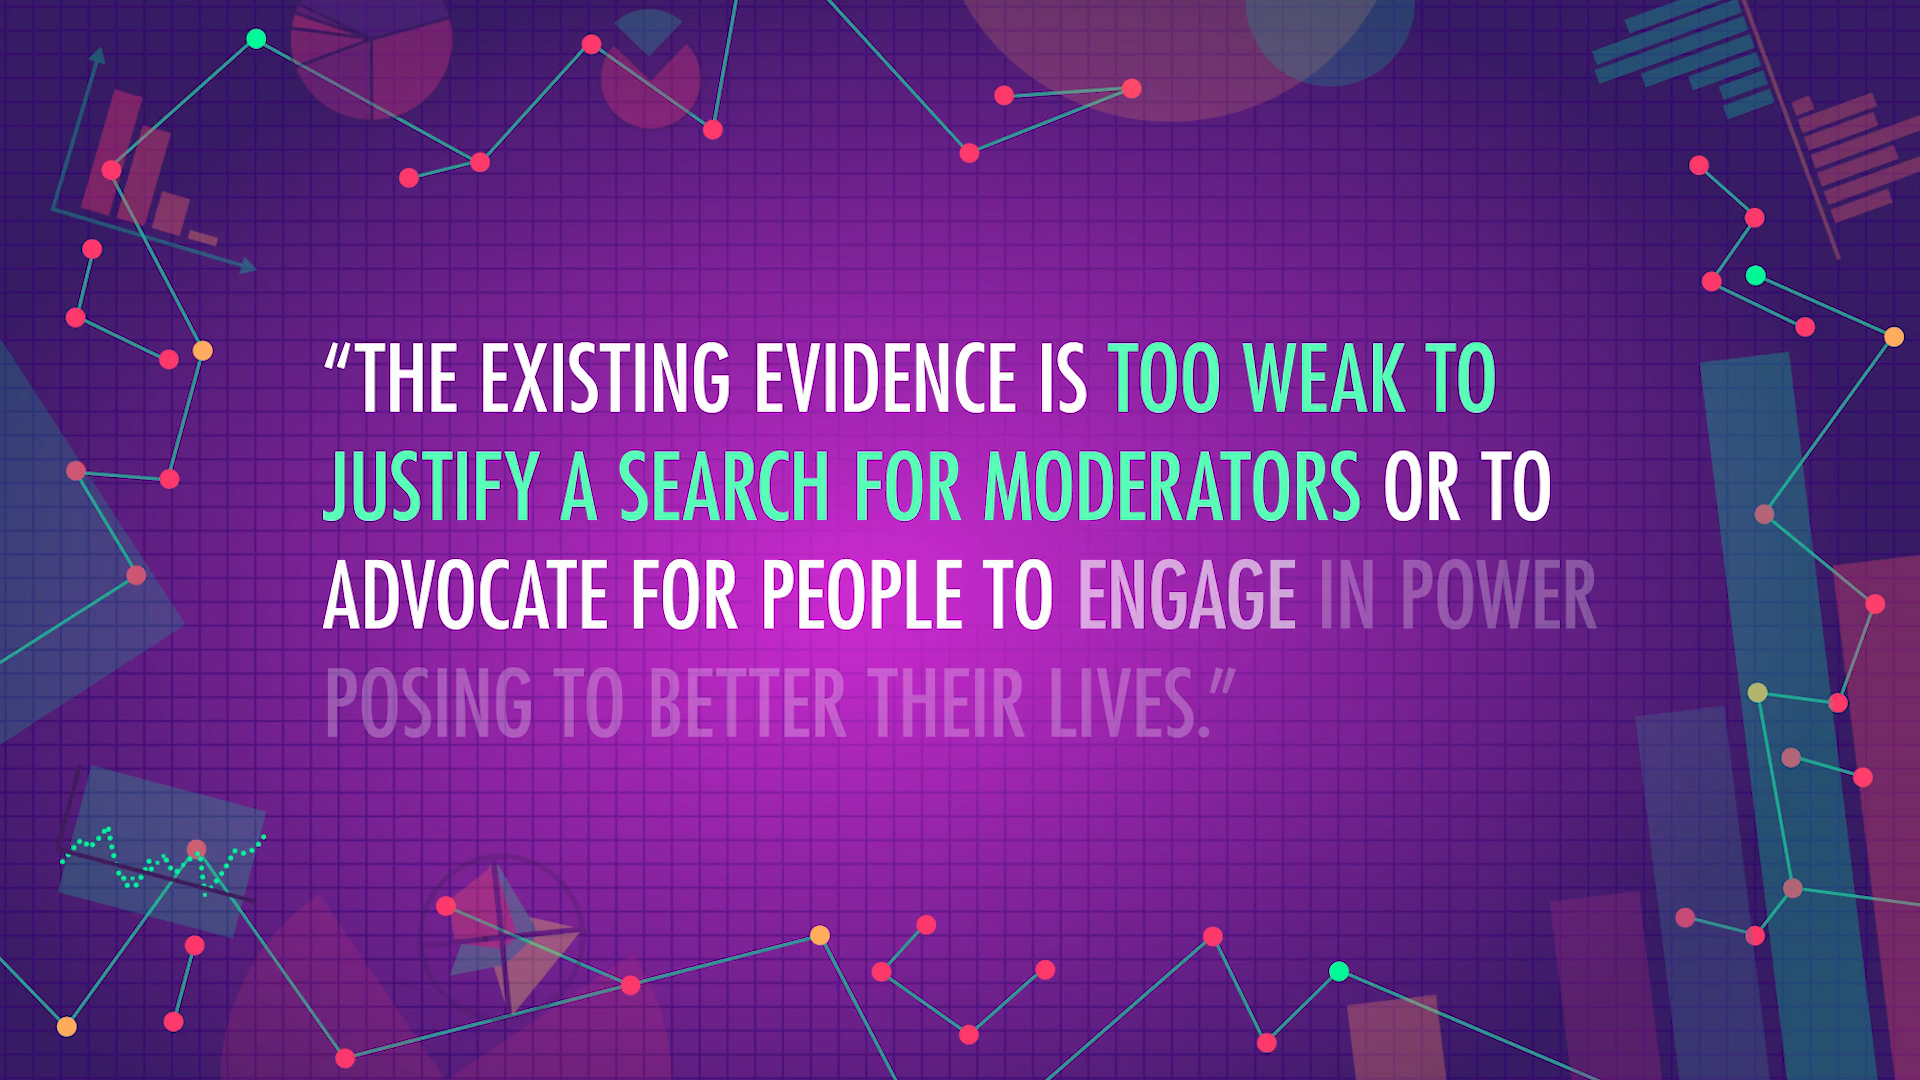 “THE EXISTING EVIDENCE IS TOO WEAK TO
JUSTIFY A SEARCH FOR MODERATORS OR TO
ADVOCATE FOR PEOPLE TO ENGAGE IN POWER
POSING TO BETTER THEIR LIVES.”